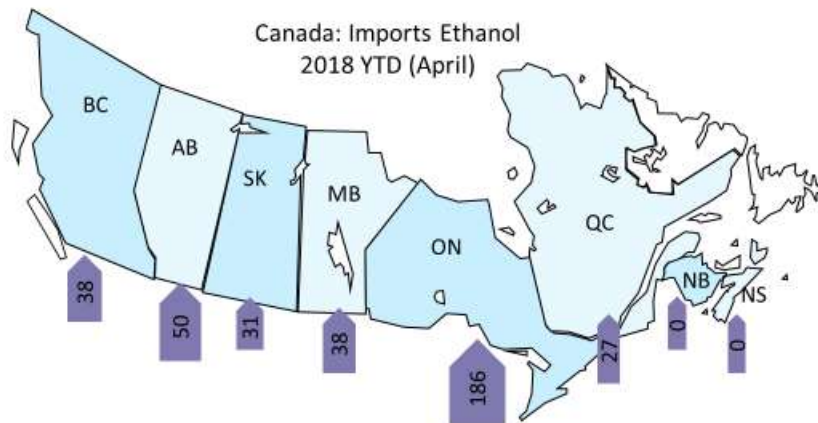 Canada: Imports Ethanol
2018 YTD (April)
BC
AB
SK
MB
ON
QC
NB
NS
38
50
31
38
186
27
0
0